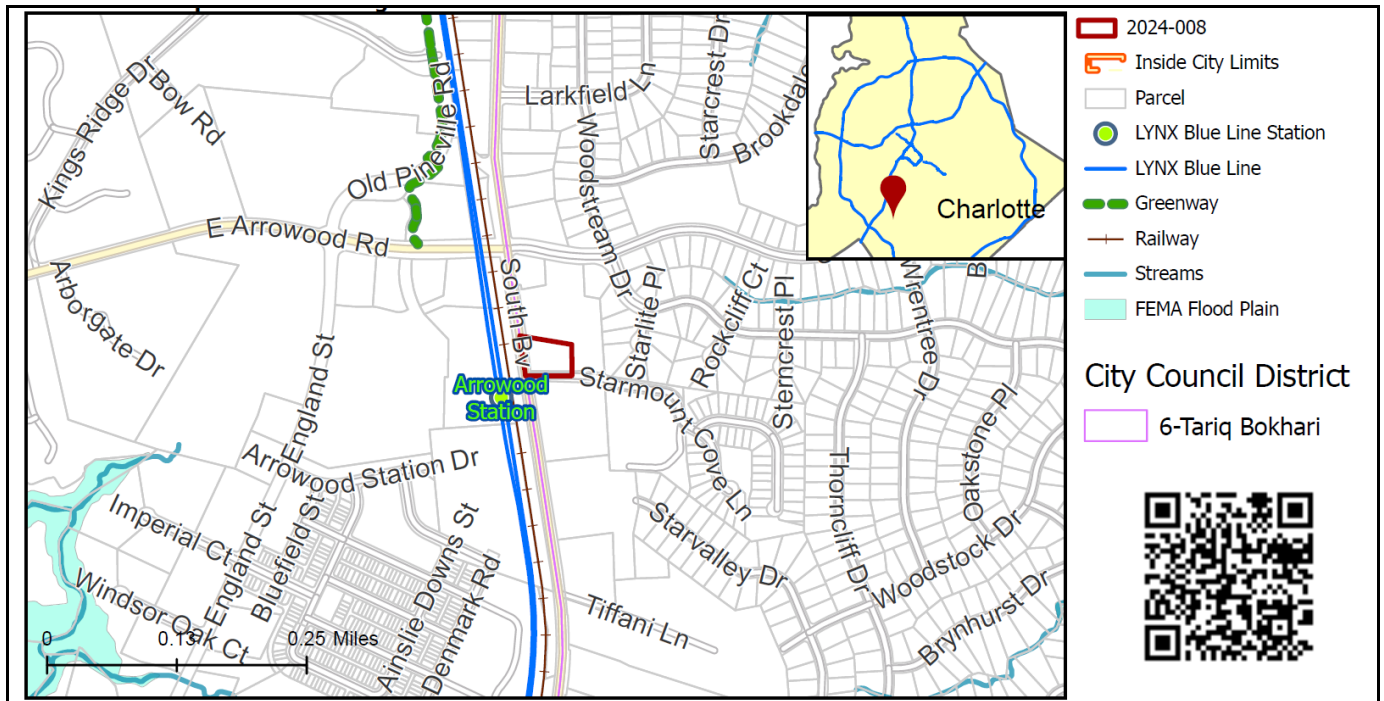 Kings Ridge Dr
Bow Rd
Old Pineville Rd
E Arrowood Rd
Arborgate Dr
England St
South Bv
Arrowood
Station
Arrowood Station Dr
Imperial Ct
England St
Bluefield St
Windsor Oak Ct
Ainslie Downs St
Denmark Rd
0
0.13
0.25 Miles
Larkfield Ln
Starcrest Dr
Brookdale
Woodstream Dr
Starlite Pl
Rockcliff Ct
Sterncrest Pl
Wrentree Dr
Starmount Cove Ln
Starvalley Dr
Thorncliff Dr
Oakstone Pl
Woodstock Dr
Brynhurst Dr
Tiffani Ln
Charlotte
2024-008
Inside City Limits
Parcel
LYNX Blue Line Station
LYNX Blue Line
Greenway
Railway
Streams
FEMA Flood Plain
City Council District
6-Tariq Bokhari